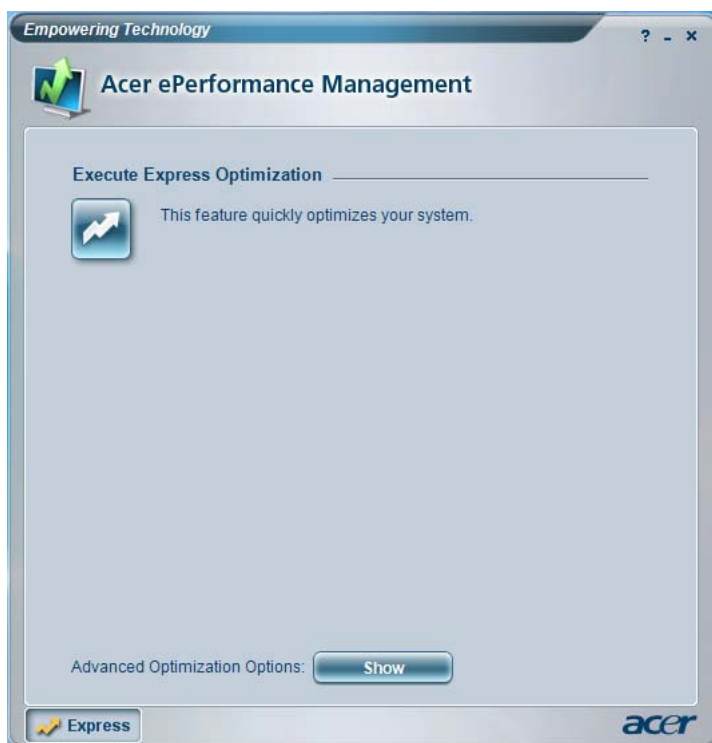 Empowering Technology
? - ×
Acer ePerformance Management
Execute Express Optimization
This feature quickly optimizes your system.
Advanced Optimization Options: Show
Express
acer